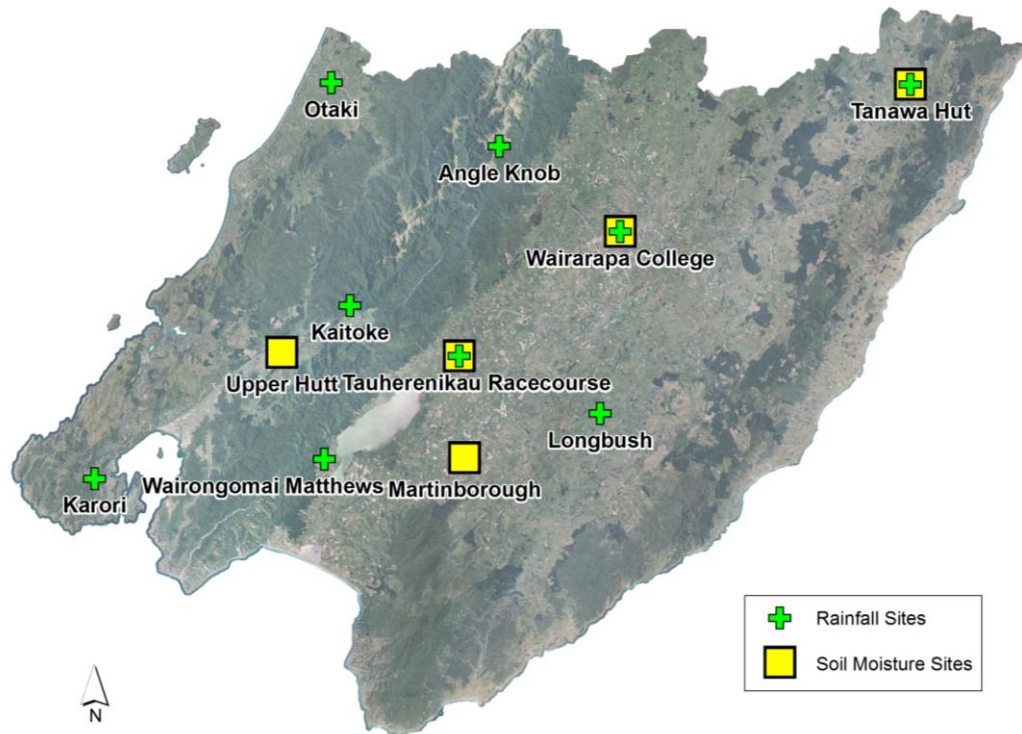 Otaki
Tanawa Hut
Angle Knob
Wairarapa College
Kaitoke
Upper Hutt
Tauherenikau Racecourse
Longbush
Wairongomai Matthews
Martinborough
Karori
Rainfall Sites
Soil Moisture Sites
N